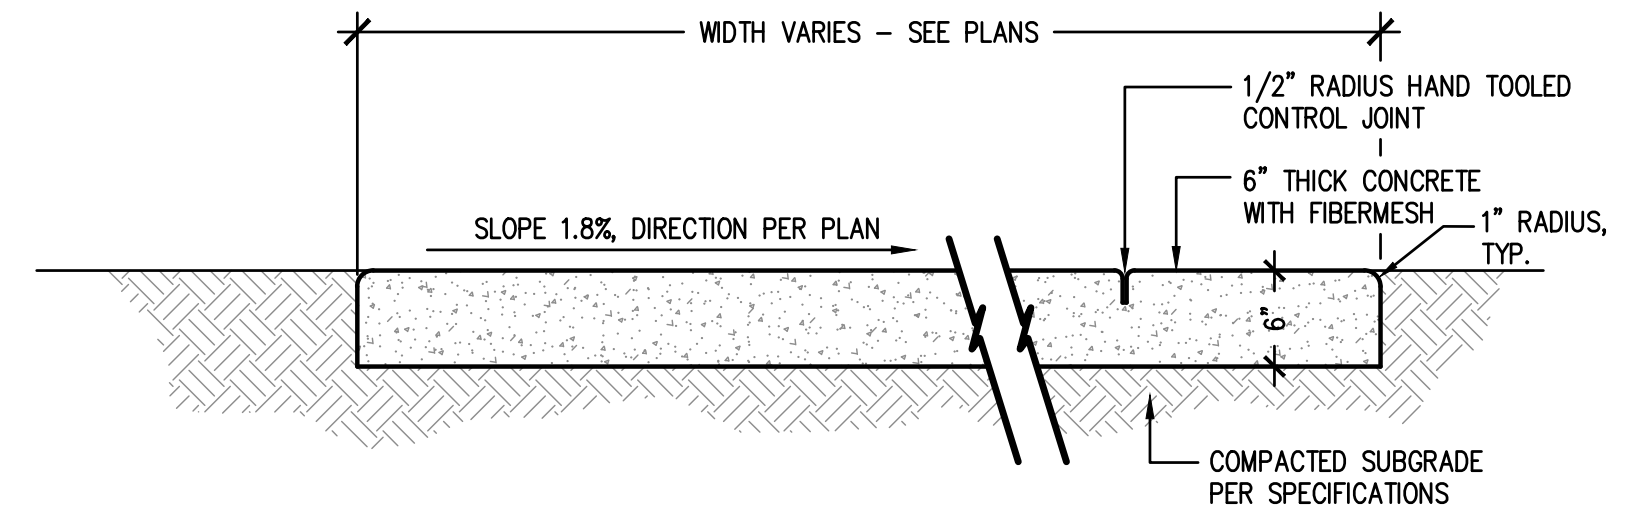 WIDTH VARIES – SEE PLANS
1/2" RADIUS HAND TOOLED
CONTROL JOINT
6" THICK CONCRETE
WITH FIBERMESH
1" RADIUS,
TYP.
SLOPE 1.8%, DIRECTION PER PLAN
6"
COMPACTED SUBGRADE
PER SPECIFICATIONS